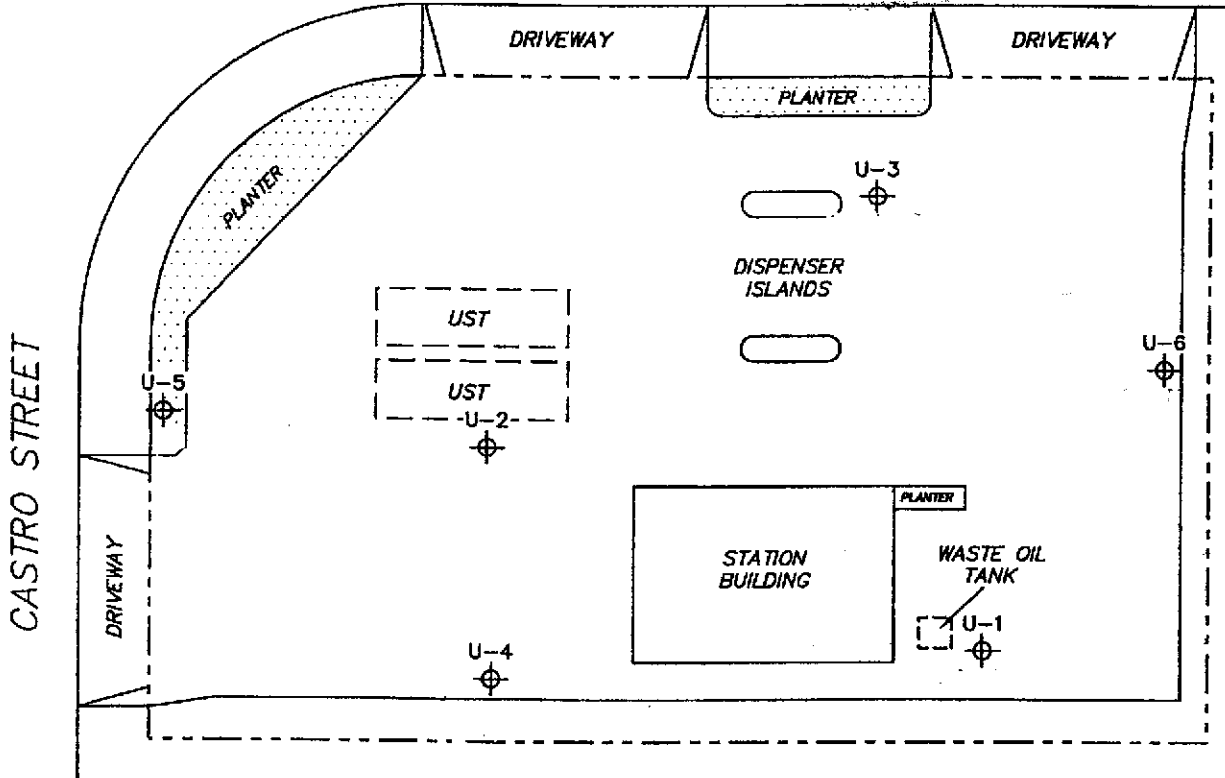 DRIVEWAY
DRIVEWAY
PLANTER
U-3
PLANTER
DISPENSER
ISLANDS
UST
U-6
CASTRO STREET
U-5
UST
U-2
PLANTER
STATION
BUILDING
WASTE OIL
TANK
DRIVEWAY
U-1
U-4